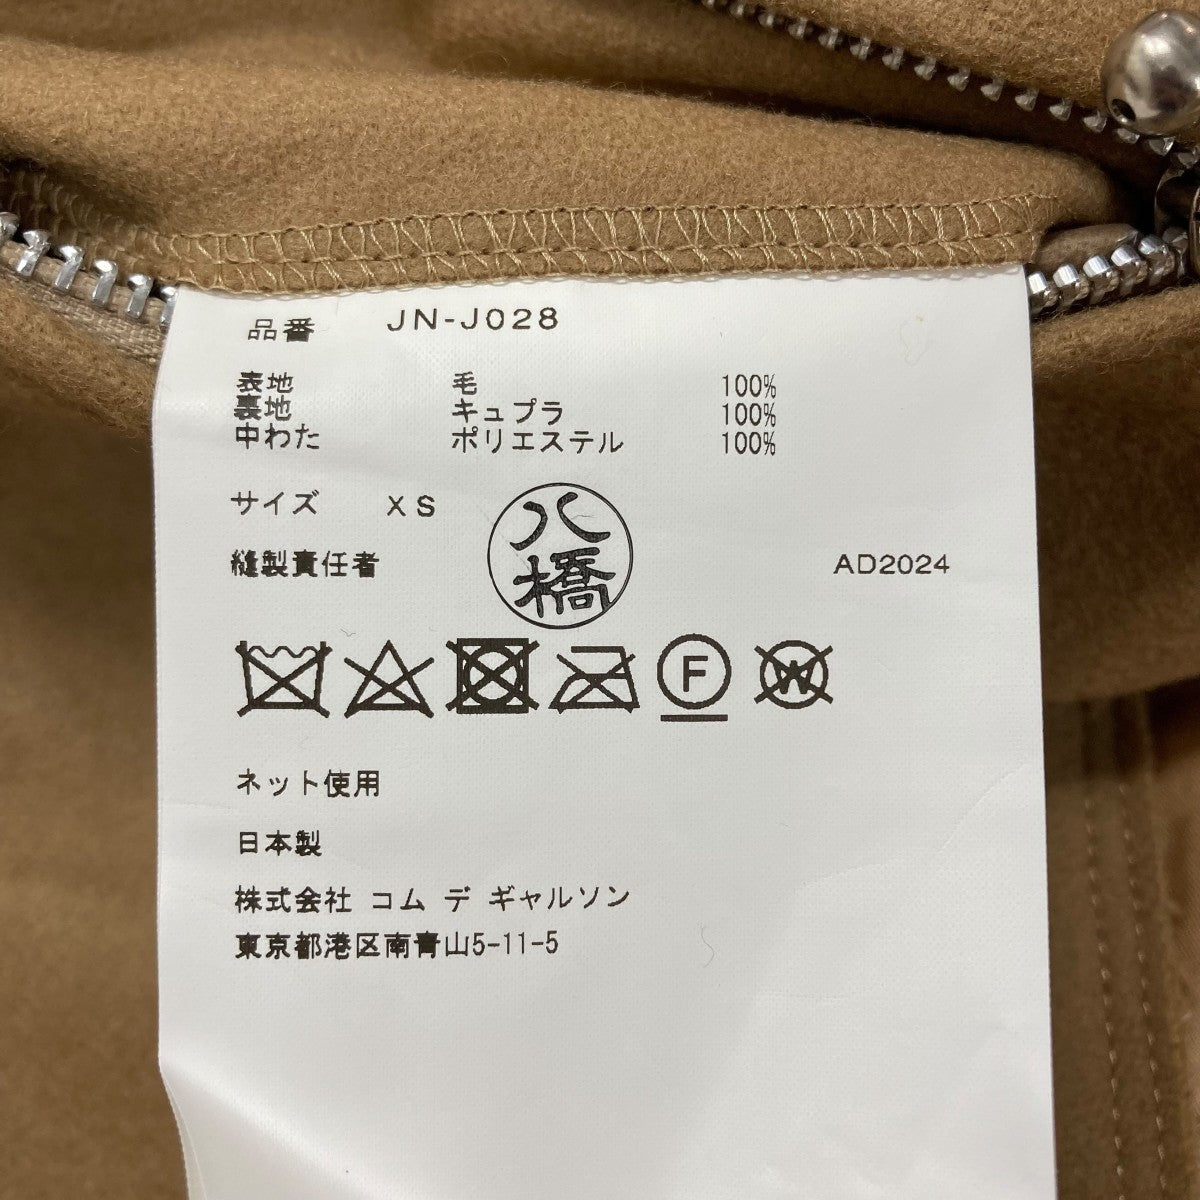 品番 JN-J028
表地 毛 100%
裏地 キュプラ 100%
中わた ポリエステル 100%
サイズ XS
縫製責任者 八橋 AD2024
F W
ネット使用
日本製
株式会社 コム デ ギャルソン
東京都港区南青山5-11-5